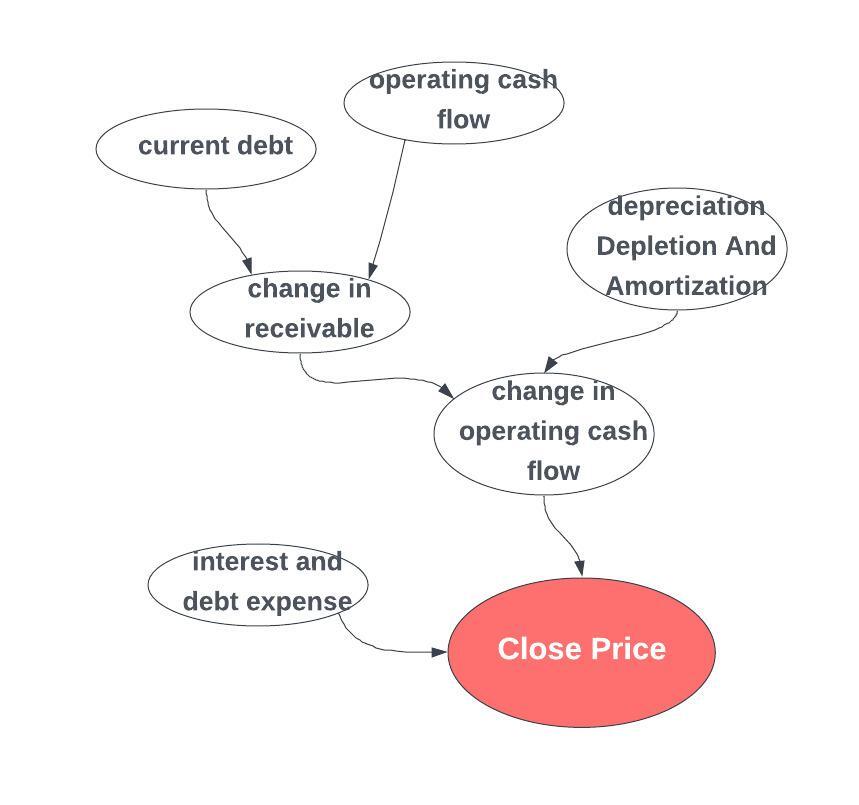 operating cash
flow
current debt
depreciation
Depletion And
Amortization
change in
receivable
change in
operating cash
flow
interest and
debt expense
Close Price